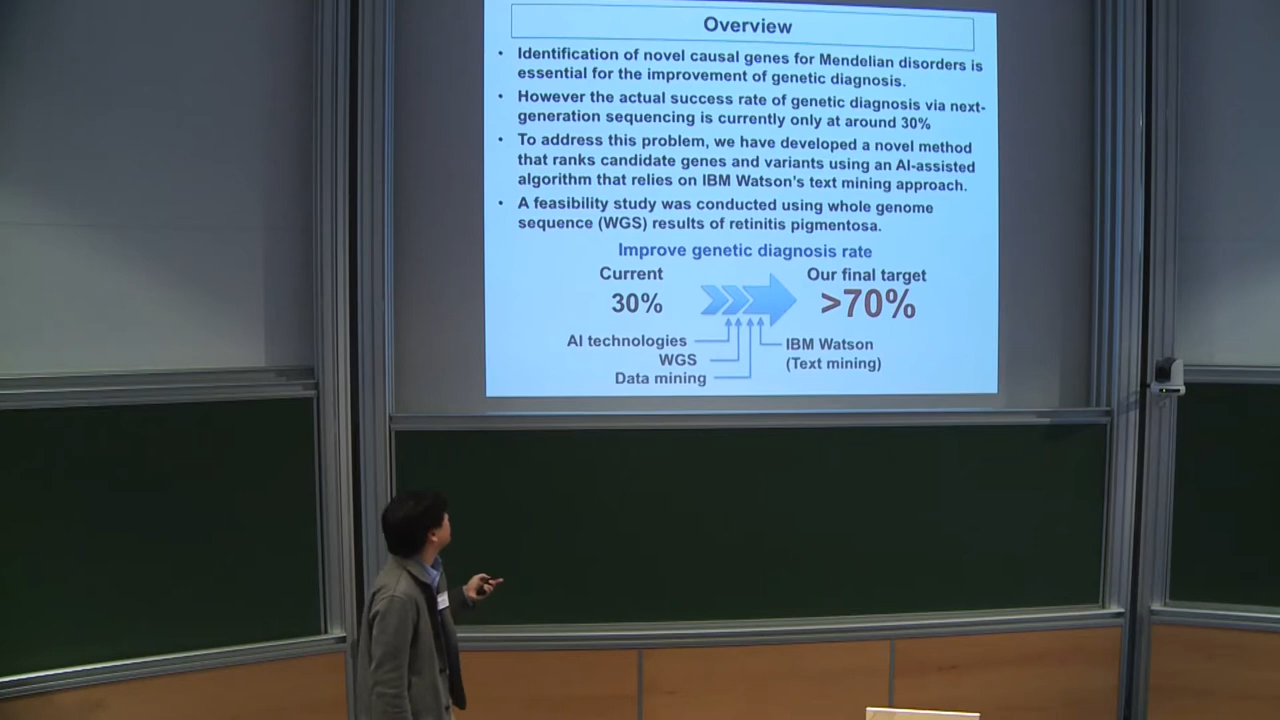 Overview
• Identification of novel causal genes for Mendelian disorders is
essential for the improvement of genetic diagnosis.
• However the actual success rate of genetic diagnosis via next-
generation sequencing is currently only at around 30%
• To address this problem, we have developed a novel method
that ranks candidate genes and variants using an AI-assisted
algorithm that relies on IBM Watson's text mining approach.
• A feasibility study was conducted using whole genome
sequence (WGS) results of retinitis pigmentosa.
Improve genetic diagnosis rate
Current
30%
Our final target
>70%
AI technologies
WGS
Data mining
IBM Watson
(Text mining)